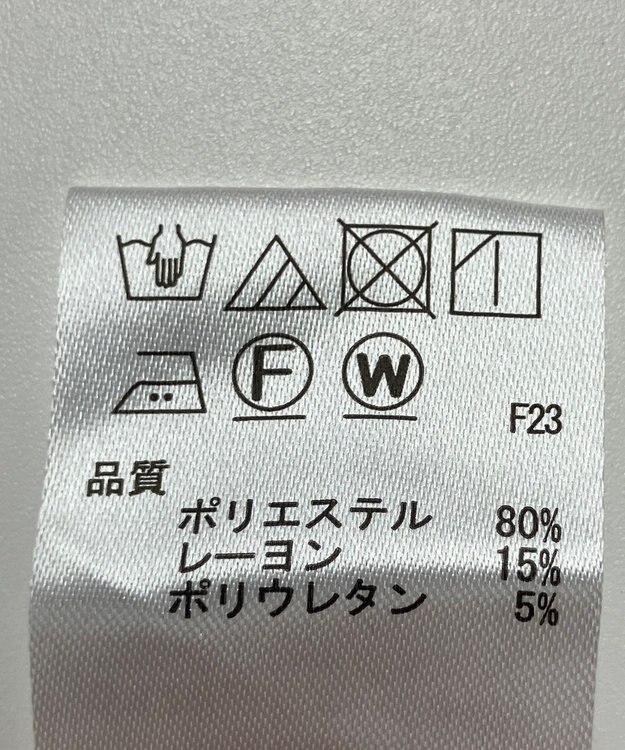 F W
F23
品質
ポリエステル 80%
レーヨン 15%
ポリウレタン 5%